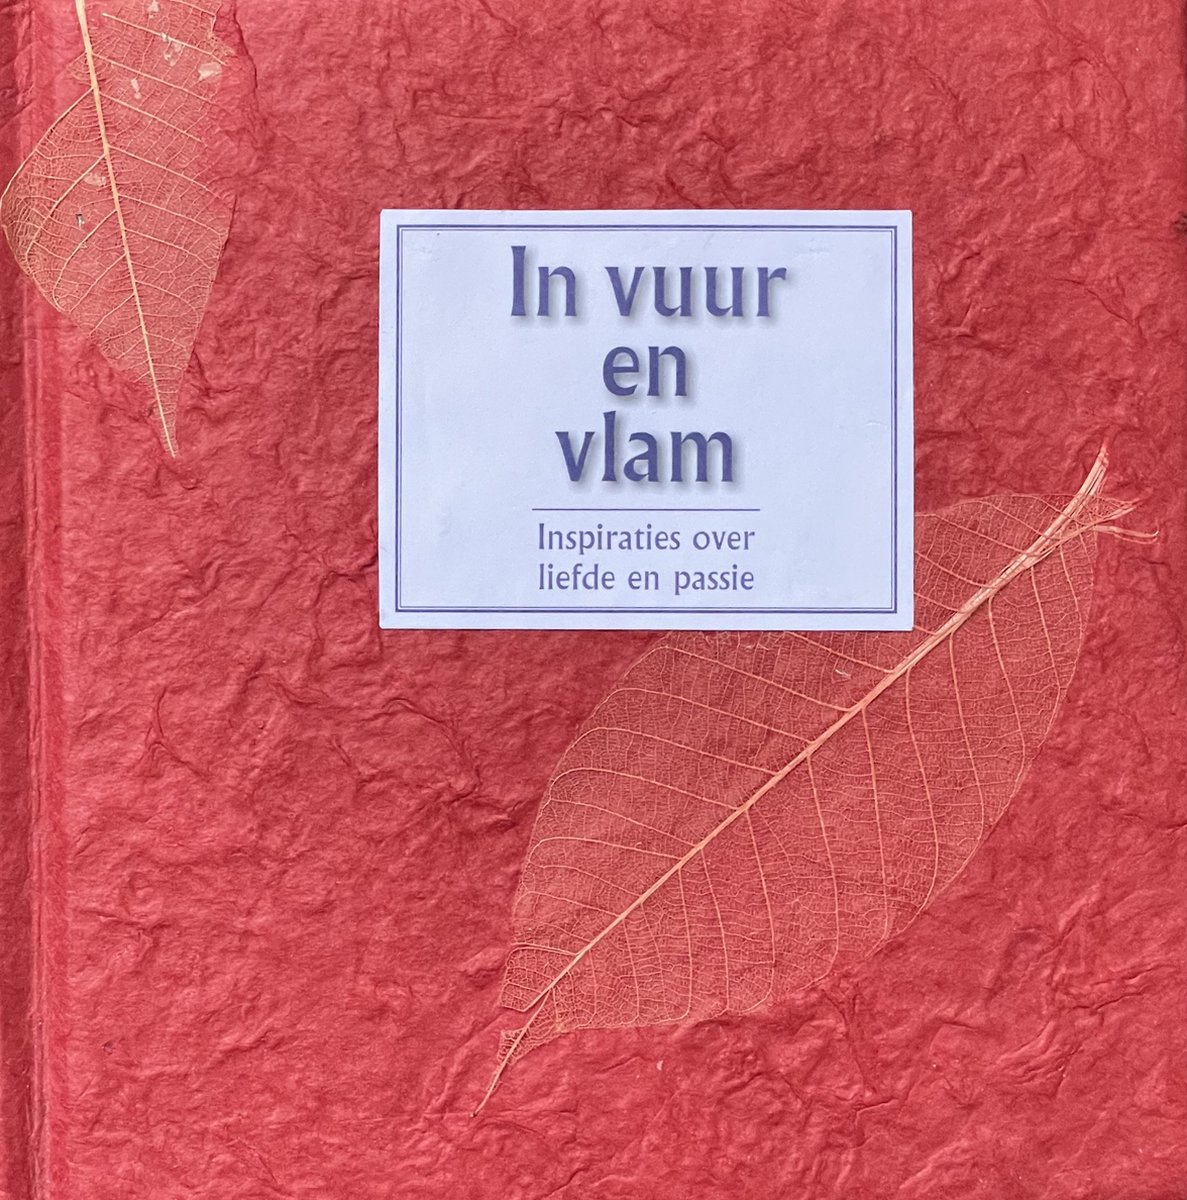 In vuur
en
vlam
Inspiraties over
liefde en passie